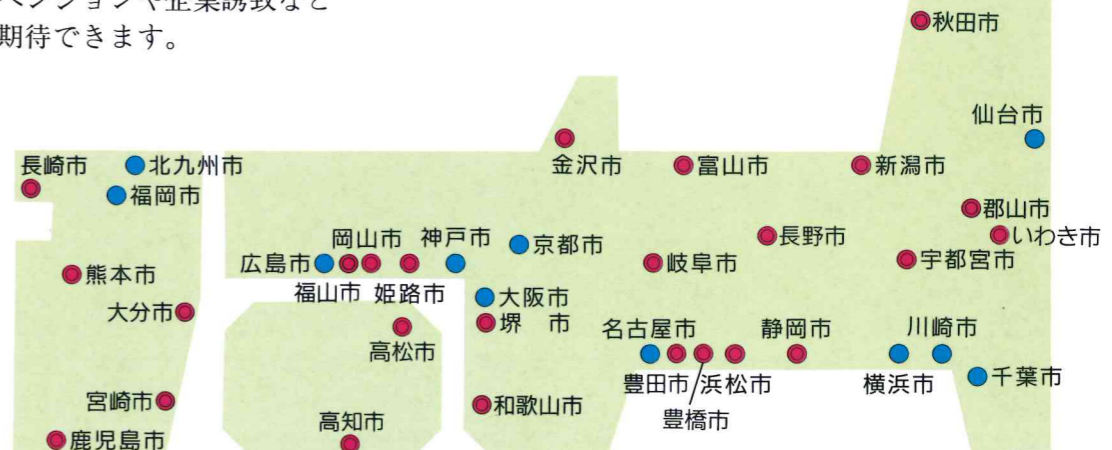 ベンションや企業誘致など
期待できます。
秋田市
仙台市
長崎市
北九州市
福岡市
金沢市
富山市
新潟市
郡山市
いわき市
岡山市
神戸市
京都市
長野市
広島市
岐阜市
宇都宮市
熊本市
福山市
姫路市
大阪市
大分市
堺　市
高松市
名古屋市
静岡市
川崎市
豊田市
浜松市
横浜市
千葉市
豊橋市
宮崎市
和歌山市
高知市
鹿児島市